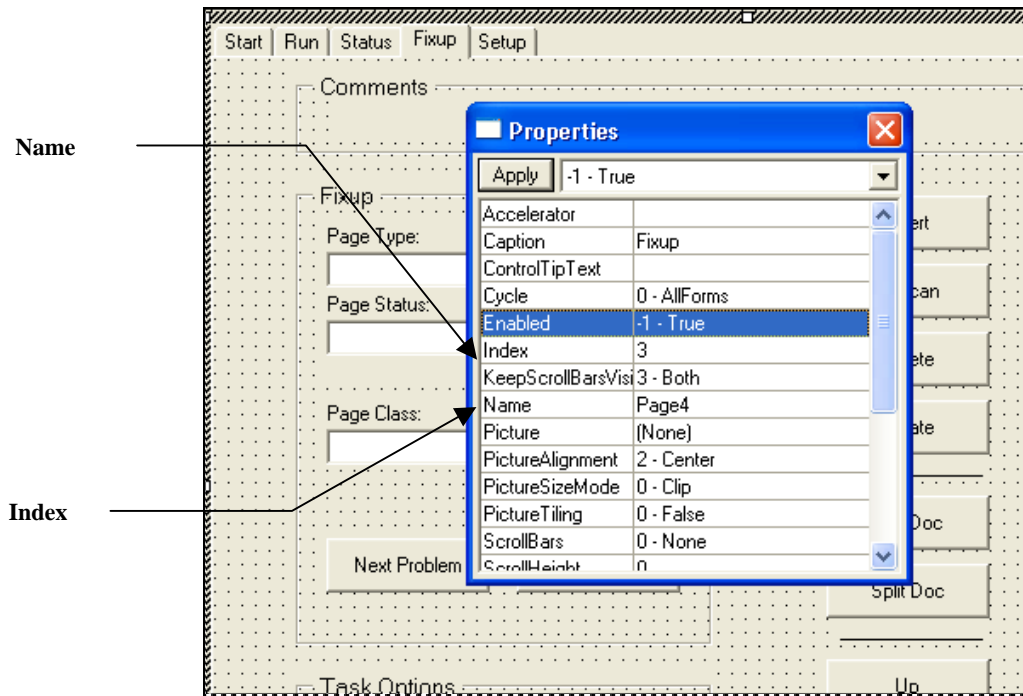 Start Run Status Fixup Setup
Comments
Name
Properties
Apply -1 - True
Fixup
Accelerator
Page Type:
Caption Fixup
ControlTipText
Cycle 0 - AllForms
Page Status:
Enabled -1 - True
Index 3
KeepScrollBarsVisi 3 - Both
Page Class:
Name Page4
Picture (None)
PictureAlignment 2 - Center
PictureSizeMode 0 - Clip
Index
PictureTiling 0 - False
Doc
ScrollBars 0 - None
Next Problem
ScrollHeight 0
Split Doc
Task Options
Up